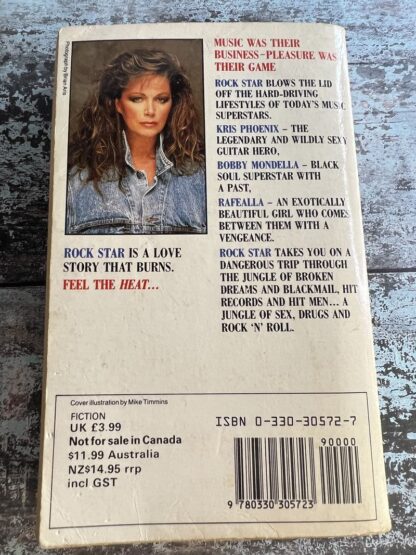 Photograph by Brian Aris
MUSIC WAS THEIR
BUSINESS–PLEASURE WAS
THEIR GAME
ROCK STAR BLOWS THE LID
OFF THE HARD-DRIVING
LIFESTYLES OF TODAY'S MUSIC
SUPERSTARS.
KRIS PHOENIX – THE
LEGENDARY AND WILDLY SEXY
GUITAR HERO,
BOBBY MONDELLA – BLACK
SOUL SUPERSTAR WITH
A PAST,
RAFEALLA – AN EXOTICALLY
BEAUTIFUL GIRL WHO COMES
BETWEEN THEM WITH A
VENGEANCE.
ROCK STAR TAKES YOU ON A
DANGEROUS TRIP THROUGH
THE JUNGLE OF BROKEN
DREAMS AND BLACKMAIL, HIT
RECORDS AND HIT MEN... A
JUNGLE OF SEX, DRUGS AND
ROCK 'N' ROLL.
ROCK STAR IS A LOVE
STORY THAT BURNS.
FEEL THE HEAT...
Cover illustration by Mike Timmins
FICTION
UK £3.99
Not for sale in Canada
$11.99 Australia
NZ$14.95 rrp
incl GST
ISBN 0-330-30572-7
90000
9 780330 305723